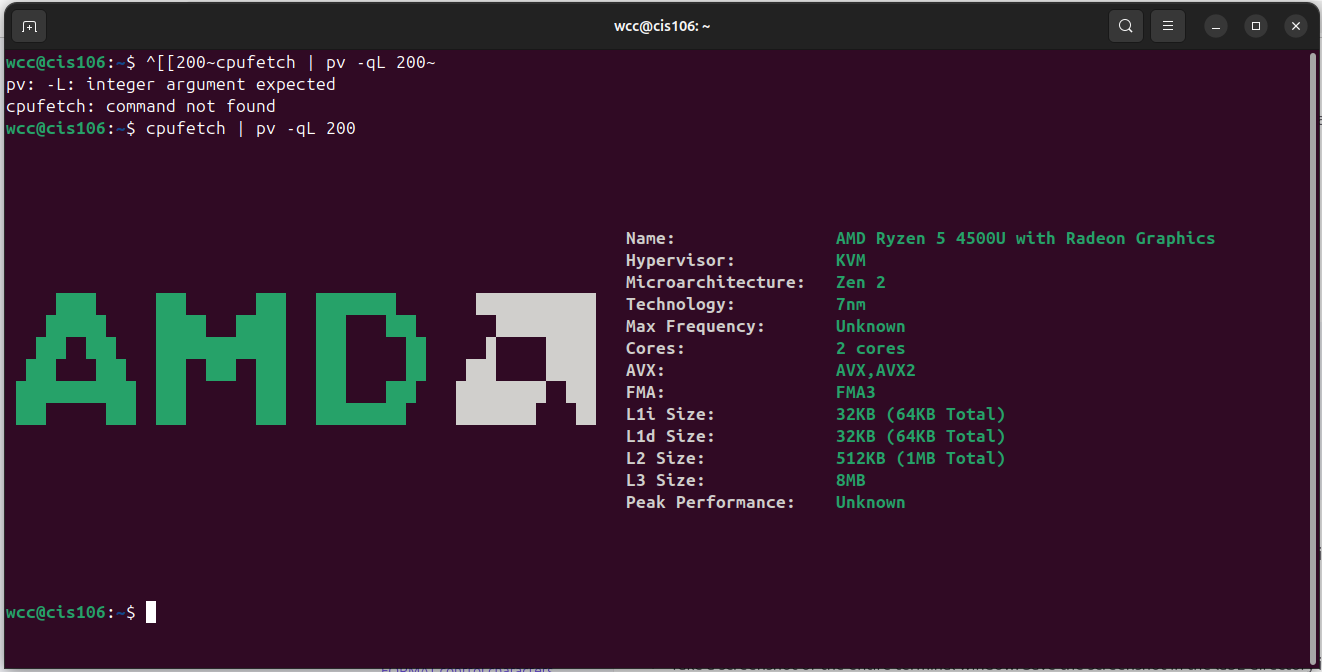 wcc@cis106: ~
wcc@cis106:~$ ^[[200~cpufetch | pv -qL 200~
pv: -L: integer argument expected
cpufetch: command not found
wcc@cis106:~$ cpufetch | pv -qL 200
AMD
Name: AMD Ryzen 5 4500U with Radeon Graphics
Hypervisor: KVM
Microarchitecture: Zen 2
Technology: 7nm
Max Frequency: Unknown
Cores: 2 cores
AVX: AVX,AVX2
FMA: FMA3
L1i Size: 32KB (64KB Total)
L1d Size: 32KB (64KB Total)
L2 Size: 512KB (1MB Total)
L3 Size: 8MB
Peak Performance: Unknown
wcc@cis106:~$